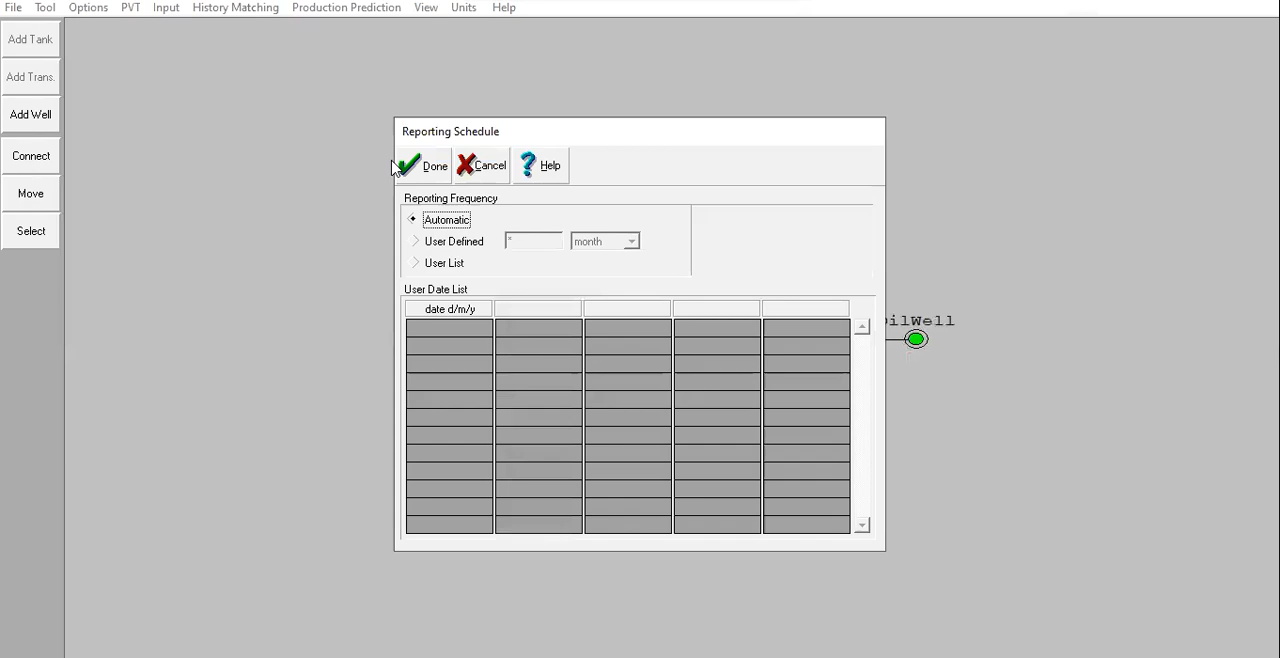 File Tool Options PVT Input History Matching Production Prediction View Units Help
Add Tank
Add Trans.
Add Well
Connect
Move
Select
Reporting Schedule
Done Cancel Help
Reporting Frequency
Automatic
User Defined * month
User List
User Date List
date d/m/y
OilWell